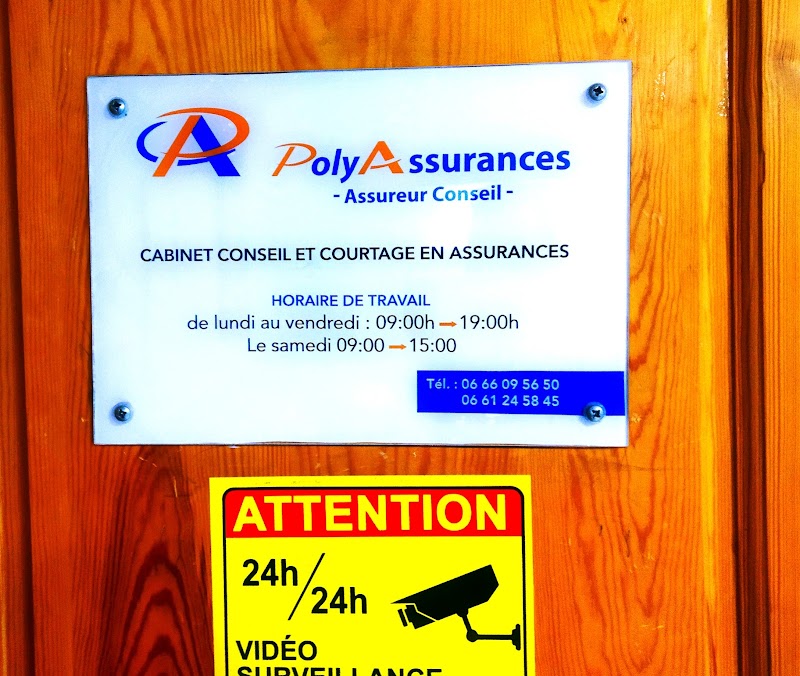 PA
PolyAssurances
- Assureur Conseil -
CABINET CONSEIL ET COURTAGE EN ASSURANCES
HORAIRE DE TRAVAIL
de lundi au vendredi : 09:00h ➞ 19:00h
Le samedi 09:00 ➞ 15:00
Tél. : 06 66 09 56 50
06 61 24 58 45
ATTENTION
24h/24h
VIDÉO
SURVEILLANCE